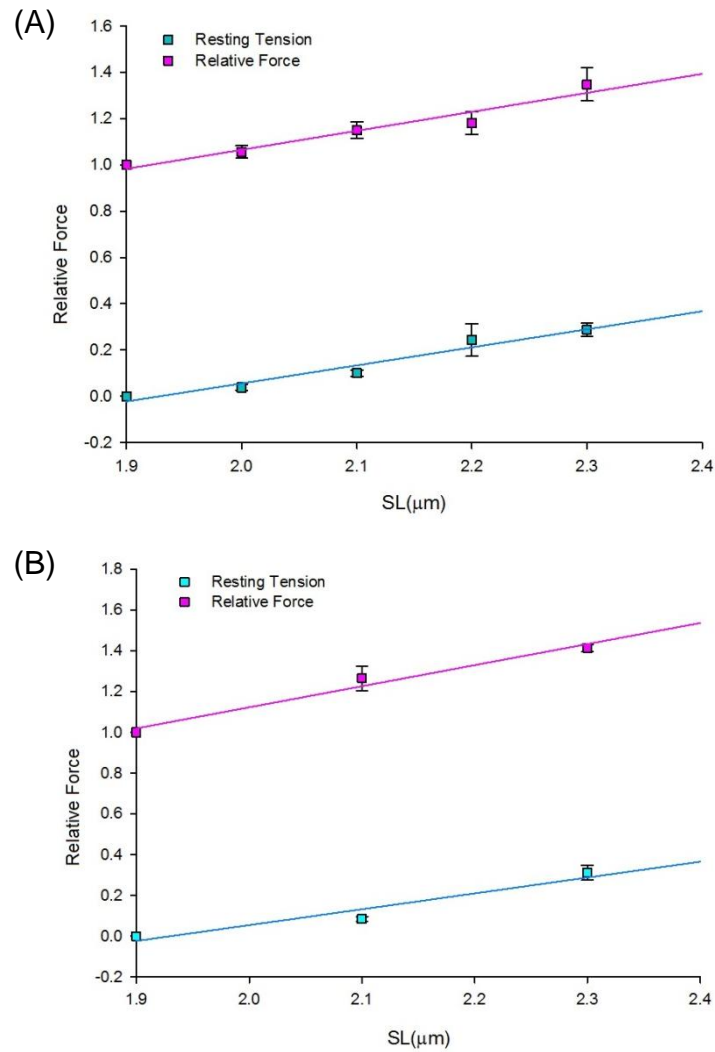 (A)
1.6
Resting Tension
Relative Force
1.4
1.2
1.0
0.8
0.6
0.4
0.2
0.0
-0.2
Relative Force
1.9 2.0 2.1 2.2 2.3 2.4
SL(μm)
(B)
1.8
Resting Tension
Relative Force
1.6
1.4
1.2
1.0
0.8
0.6
0.4
0.2
0.0
-0.2
Relative Force
1.9 2.0 2.1 2.2 2.3 2.4
SL(μm)